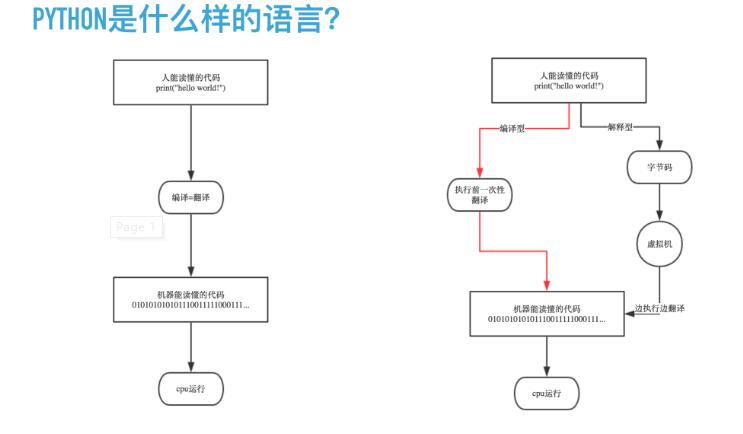 PYTHON是什么样的语言？
人能读懂的代码
print("hello world!")
编译=翻译
Page 1
机器能读懂的代码
010101010101110011111000111...
cpu运行
人能读懂的代码
print("hello world!")
编译型
解释型
执行前一次性
翻译
字节码
虚拟机
边执行边翻译
机器能读懂的代码
010101010101110011111000111...
cpu运行